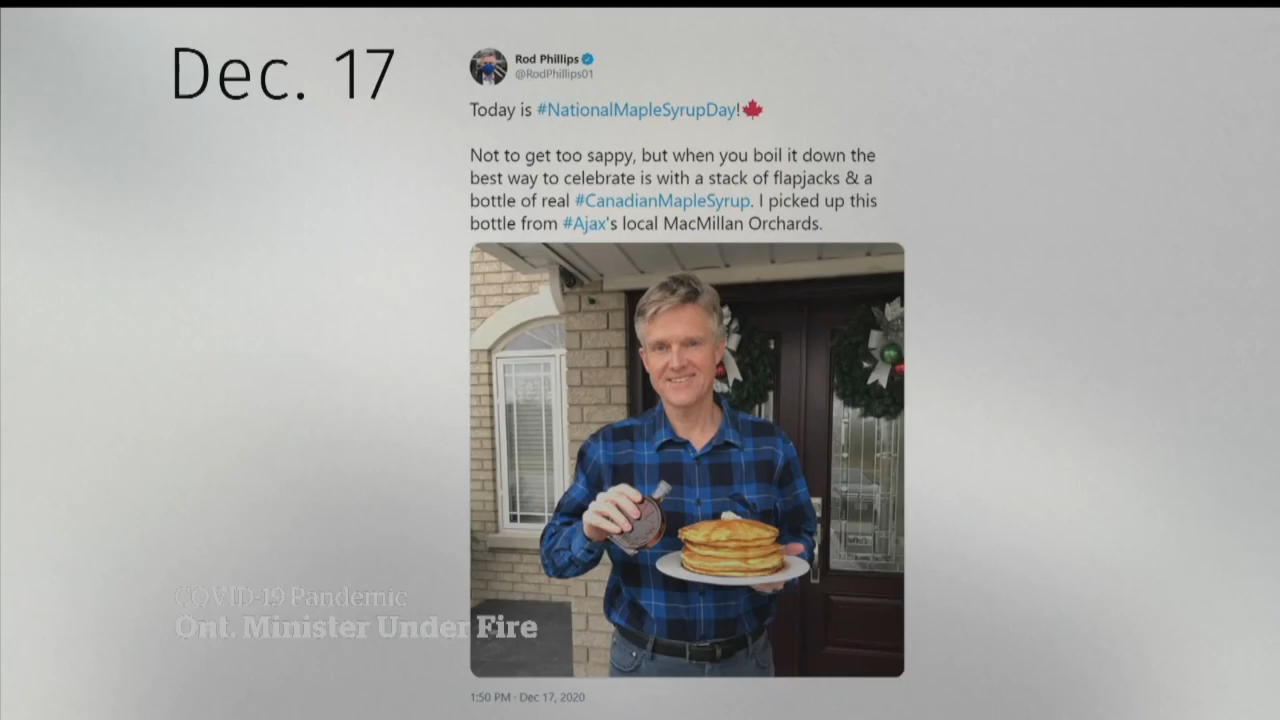 Dec. 17
Rod Phillips
@RodPhillips01
Today is #NationalMapleSyrupDay!
Not to get too sappy, but when you boil it down the
best way to celebrate is with a stack of flapjacks & a
bottle of real #CanadianMapleSyrup. I picked up this
bottle from #Ajax's local MacMillan Orchards.
COVID-19 Pandemic
Ont. Minister Under Fire
1:50 PM · Dec 17, 2020